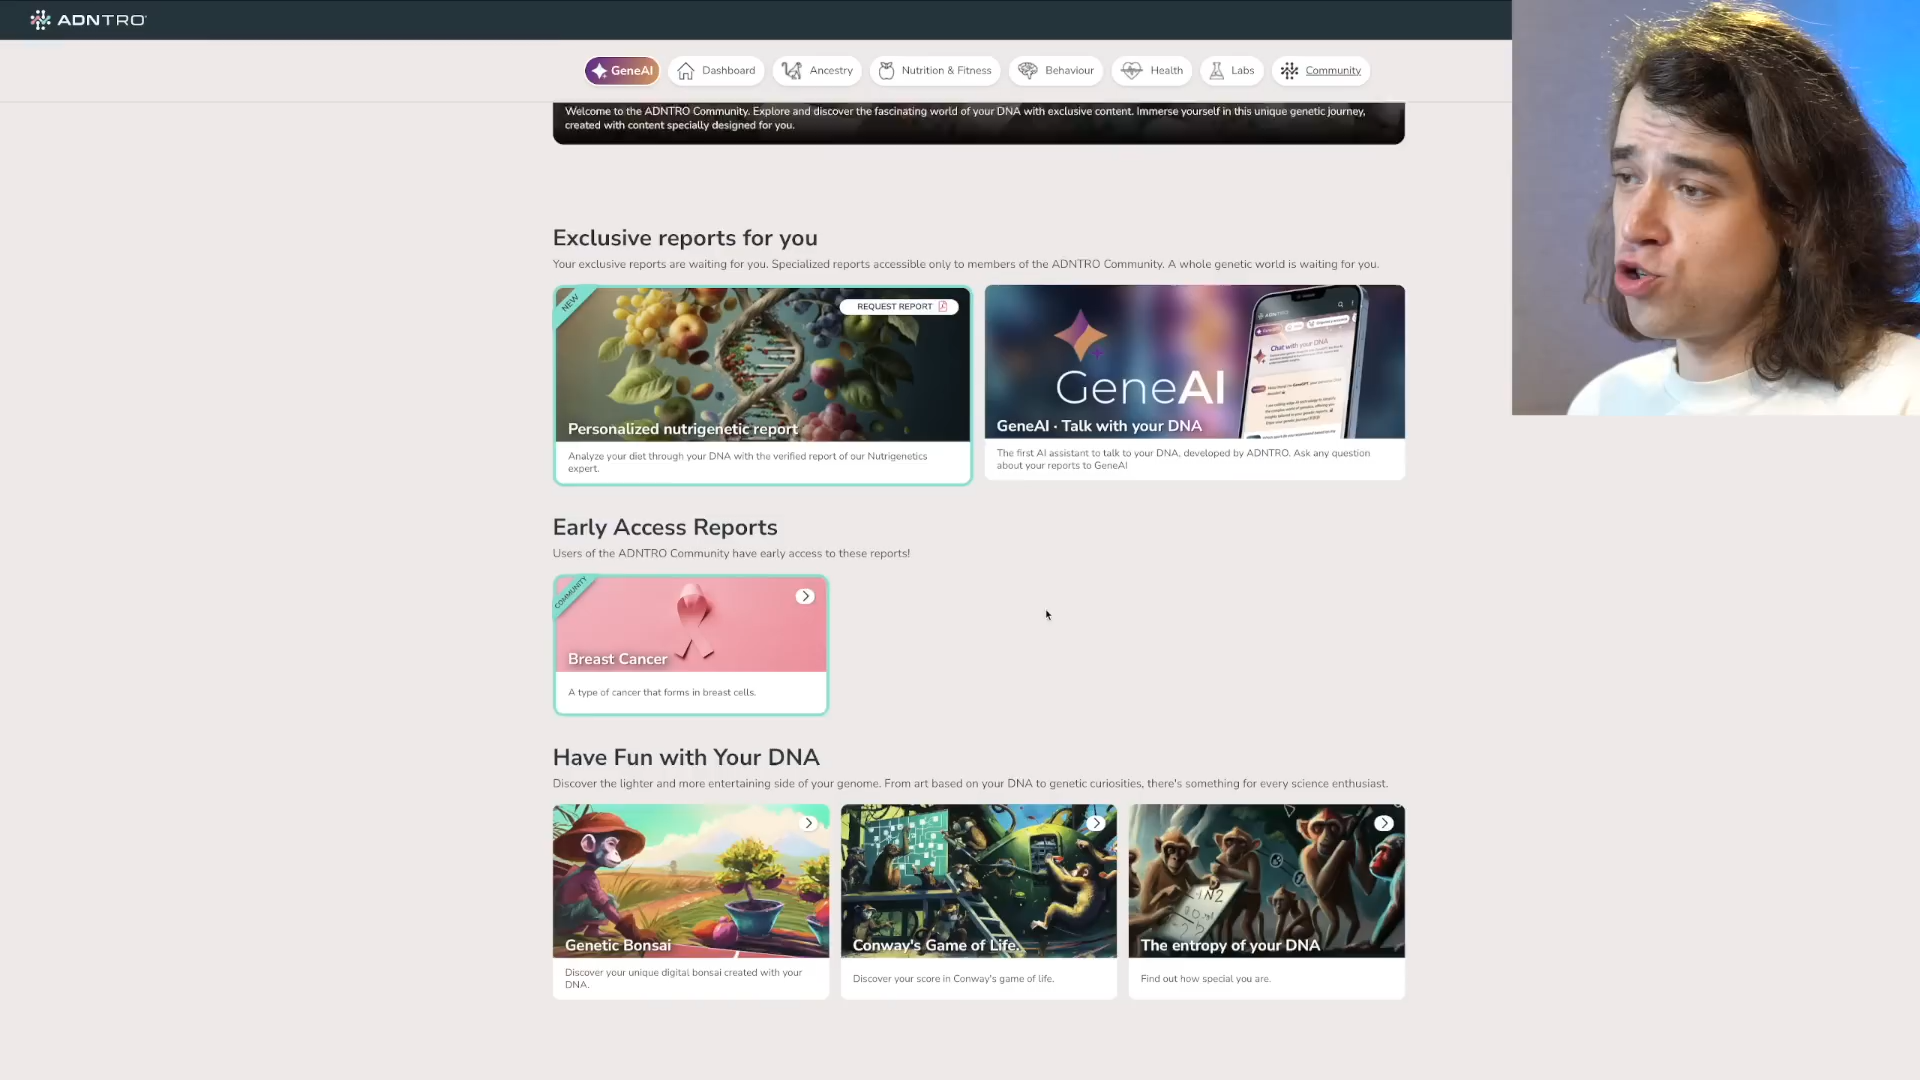 ADNTRO
GeneAI
Dashboard
Ancestry
Nutrition & Fitness
Behaviour
Health
Labs
Community
Welcome to the ADNTRO Community. Explore and discover the fascinating world of your DNA with exclusive content. Immerse yourself in this unique genetic journey,
created with content specially designed for you.
Exclusive reports for you
Your exclusive reports are waiting for you. Specialized reports accessible only to members of the ADNTRO Community. A whole genetic world is waiting for you.
NEW
REQUEST REPORT
Personalized nutrigenetic report
Analyze your diet through your DNA with the verified report of our Nutrigenetics
expert.
ADNTRO
Chat with your DNA
GeneAI
GeneAI · Talk with your DNA
The first AI assistant to talk to your DNA, developed by ADNTRO. Ask any question
about your reports to GeneAI
Early Access Reports
Users of the ADNTRO Community have early access to these reports!
COMMUNITY
Breast Cancer
A type of cancer that forms in breast cells.
Have Fun with Your DNA
Discover the lighter and more entertaining side of your genome. From art based on your DNA to genetic curiosities, there's something for every science enthusiast.
Genetic Bonsai
Discover your unique digital bonsai created with your
DNA.
Conway's Game of Life.
Discover your score in Conway's game of life.
The entropy of your DNA
Find out how special you are.